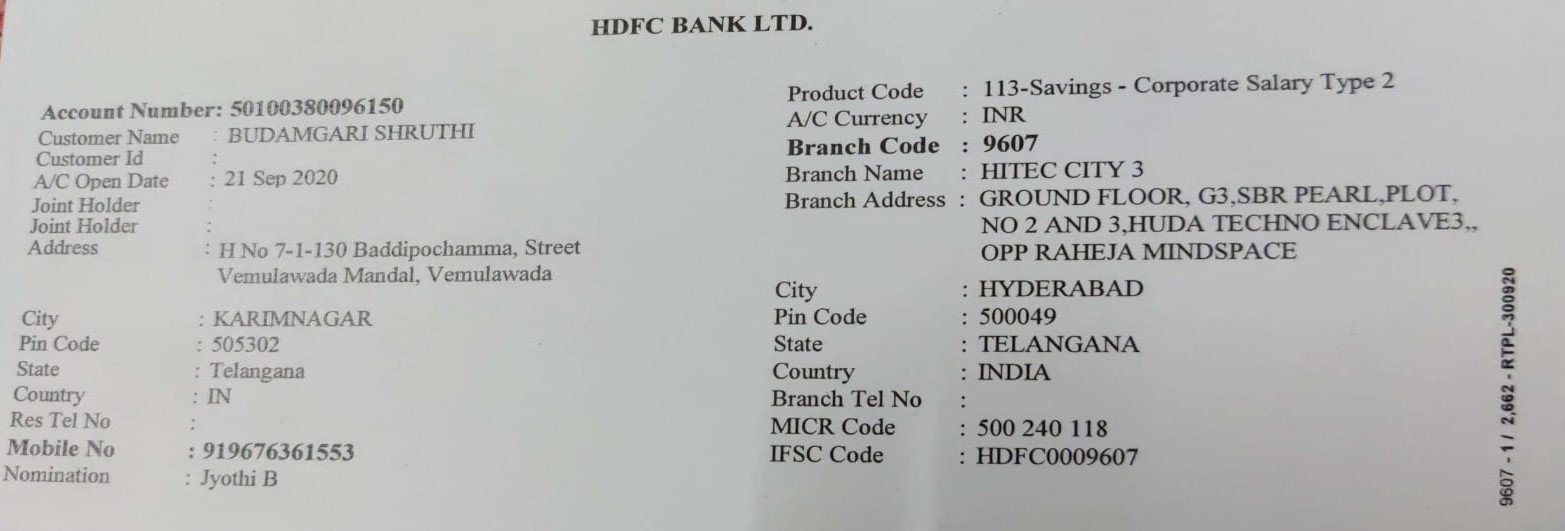 HDFC BANK LTD.
Account Number: 50100380096150
Customer Name : BUDAMGARI SHRUTHI
Customer Id :
A/C Open Date : 21 Sep 2020
Joint Holder :
Joint Holder :
Address : H No 7-1-130 Baddipochamma, Street
Vemulawada Mandal, Vemulawada
City : KARIMNAGAR
Pin Code : 505302
State : Telangana
Country : IN
Res Tel No :
Mobile No : 919676361553
Nomination : Jyothi B
Product Code : 113-Savings - Corporate Salary Type 2
A/C Currency : INR
Branch Code : 9607
Branch Name : HITEC CITY 3
Branch Address : GROUND FLOOR, G3,SBR PEARL,PLOT,
NO 2 AND 3,HUDA TECHNO ENCLAVE3,,
OPP RAHEJA MINDSPACE
City : HYDERABAD
Pin Code : 500049
State : TELANGANA
Country : INDIA
Branch Tel No :
MICR Code : 500 240 118
IFSC Code : HDFC0009607
9607 - 1 / 2,662 - RTPL-300920